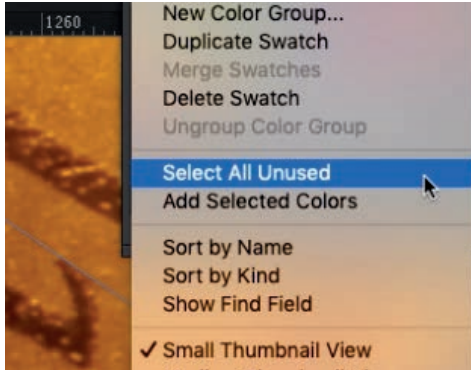 1260
New Color Group...
Duplicate Swatch
Merge Swatches
Delete Swatch
Ungroup Color Group
Select All Unused
Add Selected Colors
Sort by Name
Sort by Kind
Show Find Field
✓ Small Thumbnail View